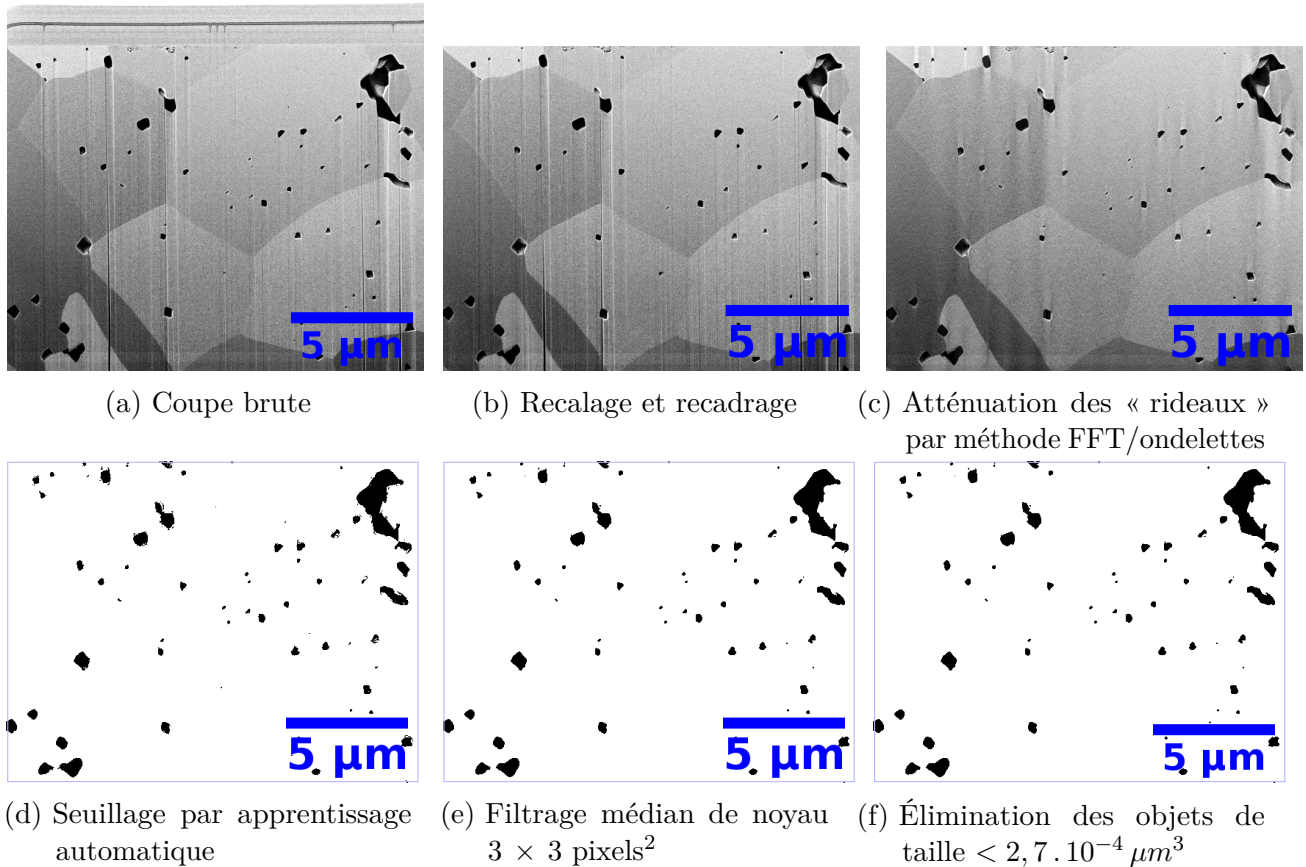 5 μm
5 μm
5 μm
(a) Coupe brute
(b) Recalage et recadrage
(c) Atténuation des « rideaux »
par méthode FFT/ondelettes
5 μm
5 μm
5 μm
(d) Seuillage par apprentissage
automatique
(e) Filtrage médian de noyau
3 × 3 pixels²
(f) Élimination des objets de
taille < 2, 7 . 10⁻⁴ μm³